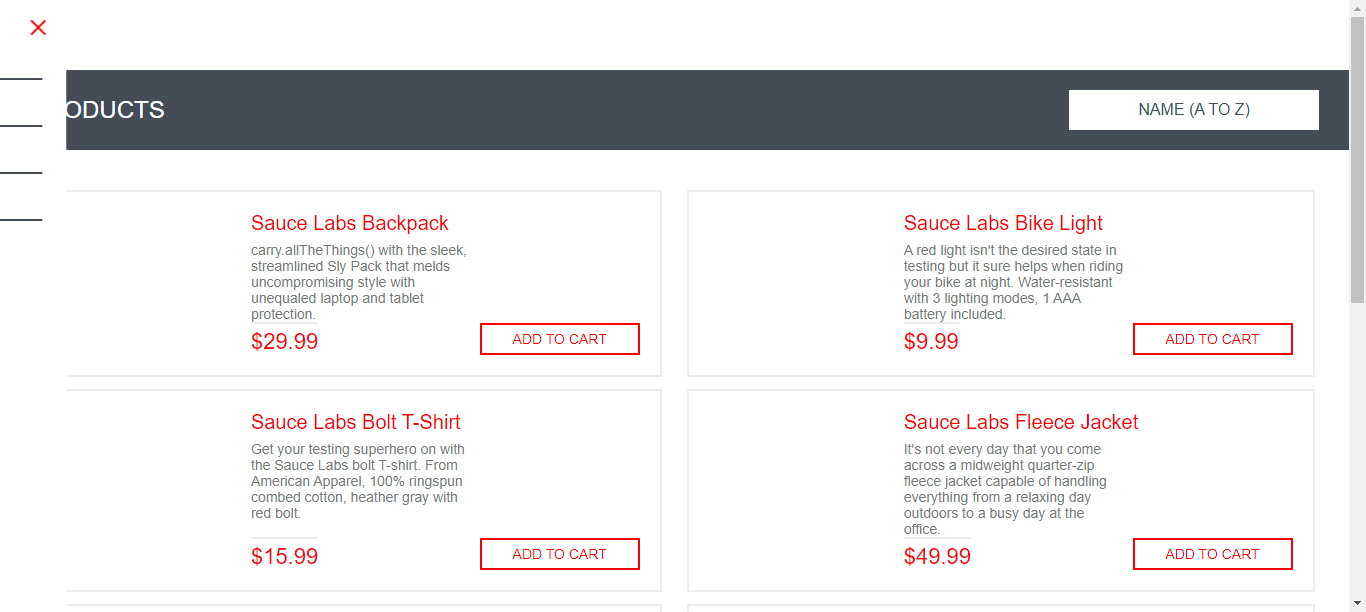 ODUCTS
NAME (A TO Z)
Sauce Labs Backpack
carry.allTheThings() with the sleek,
streamlined Sly Pack that melds
uncompromising style with
unequaled laptop and tablet
protection.
$29.99
ADD TO CART
Sauce Labs Bike Light
A red light isn't the desired state in
testing but it sure helps when riding
your bike at night. Water-resistant
with 3 lighting modes, 1 AAA
battery included.
$9.99
ADD TO CART
Sauce Labs Bolt T-Shirt
Get your testing superhero on with
the Sauce Labs bolt T-shirt. From
American Apparel, 100% ringspun
combed cotton, heather gray with
red bolt.
$15.99
ADD TO CART
Sauce Labs Fleece Jacket
It's not every day that you come
across a midweight quarter-zip
fleece jacket capable of handling
everything from a relaxing day
outdoors to a busy day at the
office.
$49.99
ADD TO CART